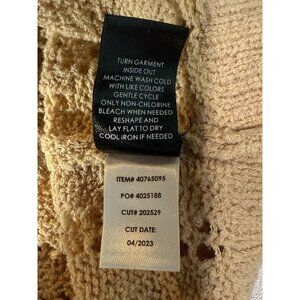 TURN GARMENT
INSIDE OUT
MACHINE WASH COLD
WITH LIKE COLORS
GENTLE CYCLE
ONLY NON-CHLORINE
BLEACH WHEN NEEDED
RESHAPE AND
LAY FLAT TO DRY
COOL IRON IF NEEDED
ITEM# 40765095
PO# 4025188
CUT# 202529
CUT DATE:
04/2023